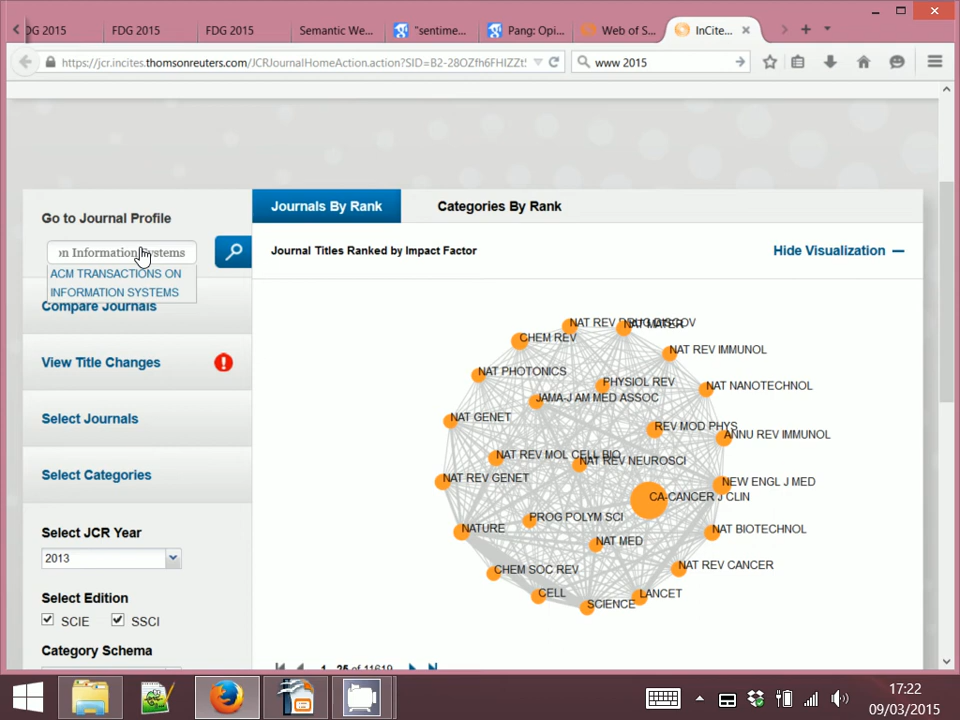 DG 2015
FDG 2015
FDG 2015
Semantic We...
"sentime...
Pang: Opi...
Web of S...
InCite...
https://jcr.incites.thomsonreuters.com/JCRJournalHomeAction.action?SID=B2-28OZfh6FHIZZt5
www 2015
Go to Journal Profile
on Information Systems
ACM TRANSACTIONS ON
INFORMATION SYSTEMS
Compare Journals
View Title Changes
Select Journals
Select Categories
Select JCR Year
2013
Select Edition
SCIE
SSCI
Category Schema
Journals By Rank
Categories By Rank
Journal Titles Ranked by Impact Factor
Hide Visualization
NAT REV DRUG DISCOV
NAT MATER
CHEM REV
NAT REV IMMUNOL
NAT PHOTONICS
PHYSIOL REV
NAT NANOTECHNOL
JAMA-J AM MED ASSOC
NAT GENET
REV MOD PHYS
ANNU REV IMMUNOL
NAT REV MOL CELL BIO
NAT REV NEUROSCI
NAT REV GENET
NEW ENGL J MED
CA-CANCER J CLIN
PROG POLYM SCI
NATURE
NAT BIOTECHNOL
NAT MED
CHEM SOC REV
NAT REV CANCER
CELL
LANCET
SCIENCE
1 - 25 of 11619
17:22
09/03/2015